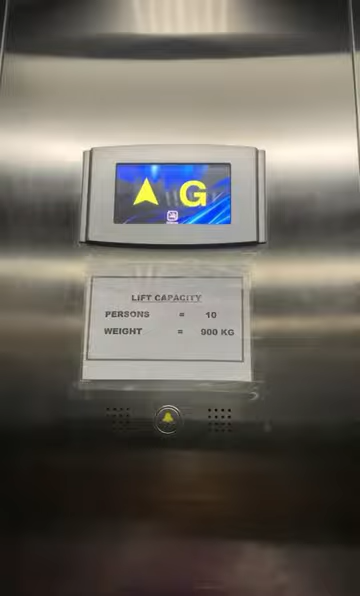 G
LIFT CAPACITY
PERSONS = 10
WEIGHT = 900 KG